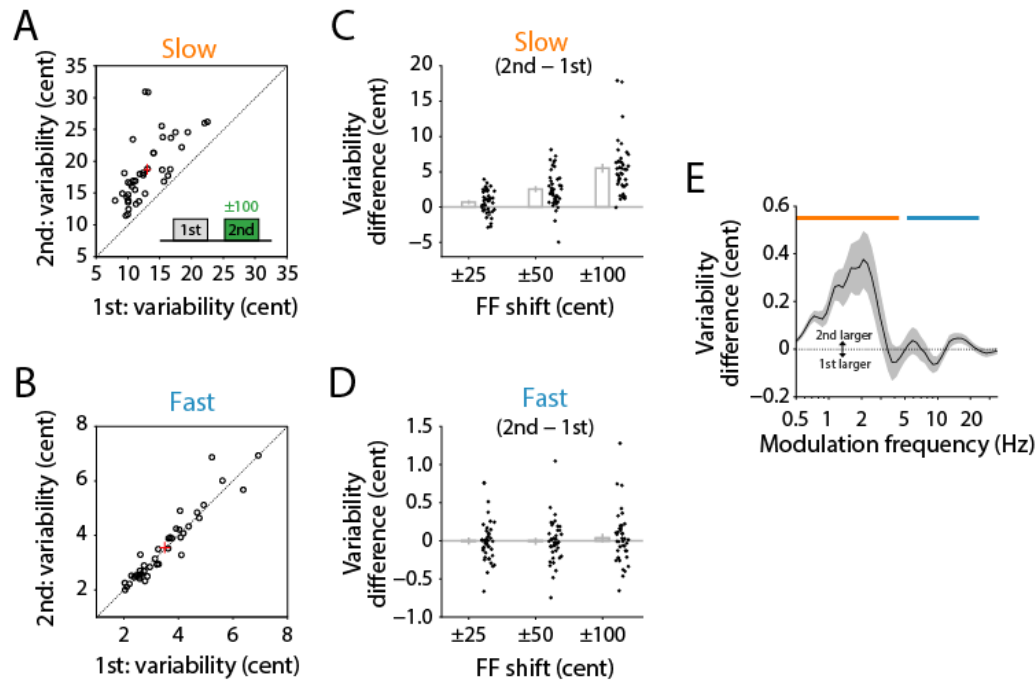 A
Slow
2nd: variability (cent)
35
30
25
20
15
10
5
±100
1st
2nd
5
10
15
20
25
30
35
1st: variability (cent)
B
Fast
2nd: variability (cent)
8
6
4
2
2
4
6
8
1st: variability (cent)
C
Slow
(2nd − 1st)
Variability
difference (cent)
20
15
10
5
0
−5
±25
±50
±100
FF shift (cent)
D
Fast
(2nd − 1st)
Variability
difference (cent)
1.5
1.0
0.5
0
−0.5
−1.0
±25
±50
±100
FF shift (cent)
E
Variability
difference (cent)
0.6
0.4
0.2
0
−0.2
2nd larger
1st larger
0.5
1
2
5
10
20
Modulation frequency (Hz)